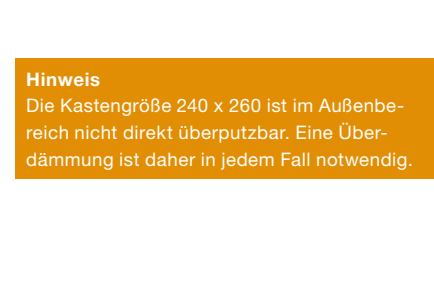 Hinweis
Die Kastengröße 240 x 260 ist im Außenbe-
reich nicht direkt überputzbar. Eine Über-
dämmung ist daher in jedem Fall notwendig.